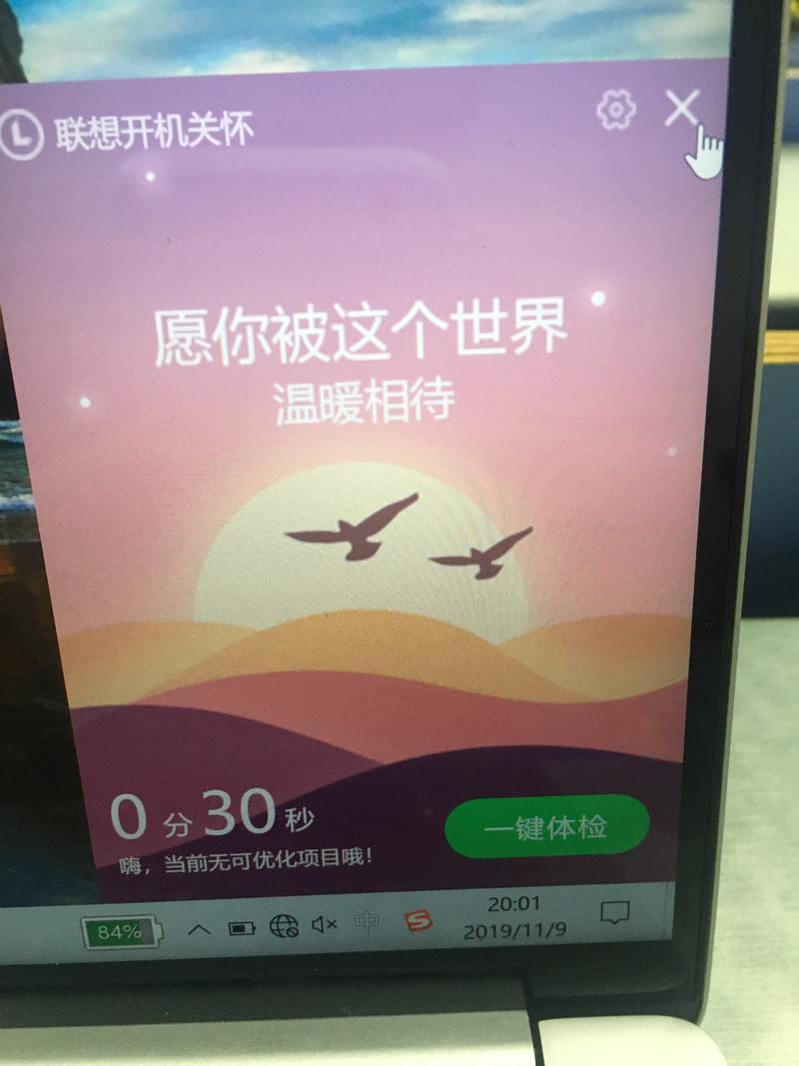 联想开机关怀
愿你被这个世界
温暖相待
0分30秒
一键体检
嗨，当前无可优化项目哦！
84%
中
20:01
2019/11/9